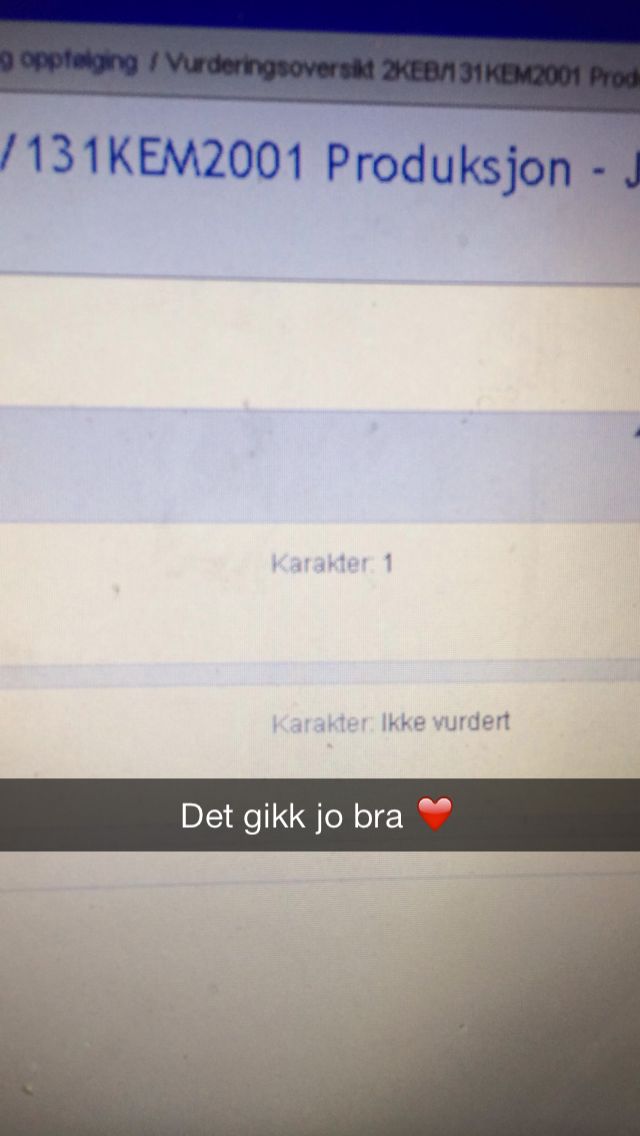 g oppfølging / Vurderingsoversikt 2KEB/131KEM2001 Prod
/131KEM2001 Produksjon - J
Karakter: 1
Karakter: Ikke vurdert
Det gikk jo bra ❤️